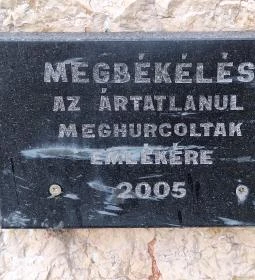 MEGBÉKÉLÉS
AZ ÁRTATLANUL
MEGHURCOLTAK
EMLÉKÉRE
2005